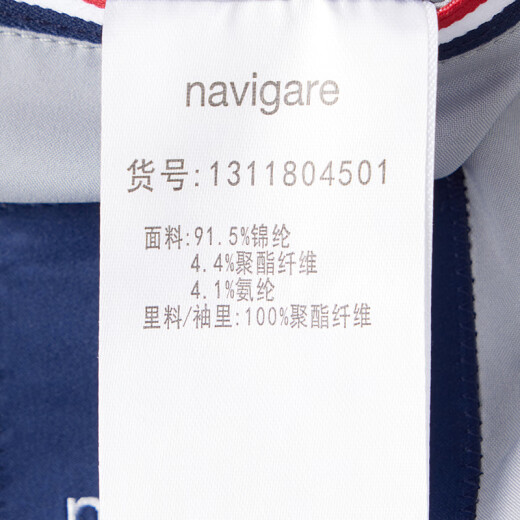 navigare
货号:1311804501
面料:91.5%锦纶
4.4%聚酯纤维
4.1%氨纶
里料/袖里:100%聚酯纤维